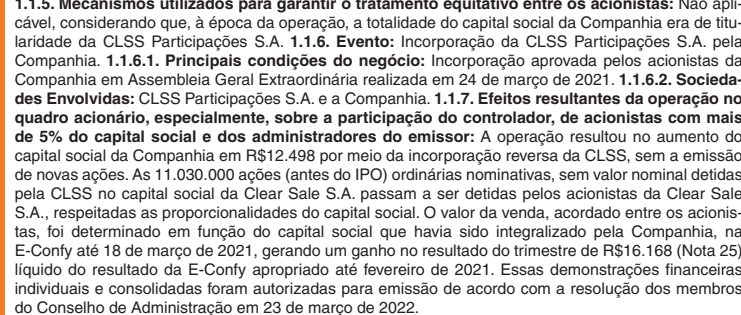 1.1.5. Mecanismos utilizados para garantir o tratamento equitativo entre os acionistas: Não apli-
cável, considerando que, à época da operação, a totalidade do capital social da Companhia era de titu-
laridade da CLSS Participações S.A. 1.1.6. Evento: Incorporação da CLSS Participações S.A. pela
Companhia. 1.1.6.1. Principais condições do negócio: Incorporação aprovada pelos acionistas da
Companhia em Assembleia Geral Extraordinária realizada em 24 de março de 2021. 1.1.6.2. Socieda-
des Envolvidas: CLSS Participações S.A. e a Companhia. 1.1.7. Efeitos resultantes da operação no
quadro acionário, especialmente, sobre a participação do controlador, de acionistas com mais
de 5% do capital social e dos administradores do emissor: A operação resultou no aumento do
capital social da Companhia em R$12.498 por meio da incorporação reversa da CLSS, sem a emissão
de novas ações. As 11.030.000 ações (antes do IPO) ordinárias nominativas, sem valor nominal detidas
pela CLSS no capital social da Clear Sale S.A. passam a ser detidas pelos acionistas da Clear Sale
S.A., respeitadas as proporcionalidades do capital social. O valor da venda, acordado entre os acionis-
tas, foi determinado em função do capital social que havia sido integralizado pela Companhia, na
E-Confy até 18 de março de 2021, gerando um ganho no resultado do trimestre de R$16.168 (Nota 25)
líquido do resultado da E-Confy apropriado até fevereiro de 2021. Essas demonstrações financeiras
individuais e consolidadas foram autorizadas para emissão de acordo com a resolução dos membros
do Conselho de Administração em 23 de março de 2022.